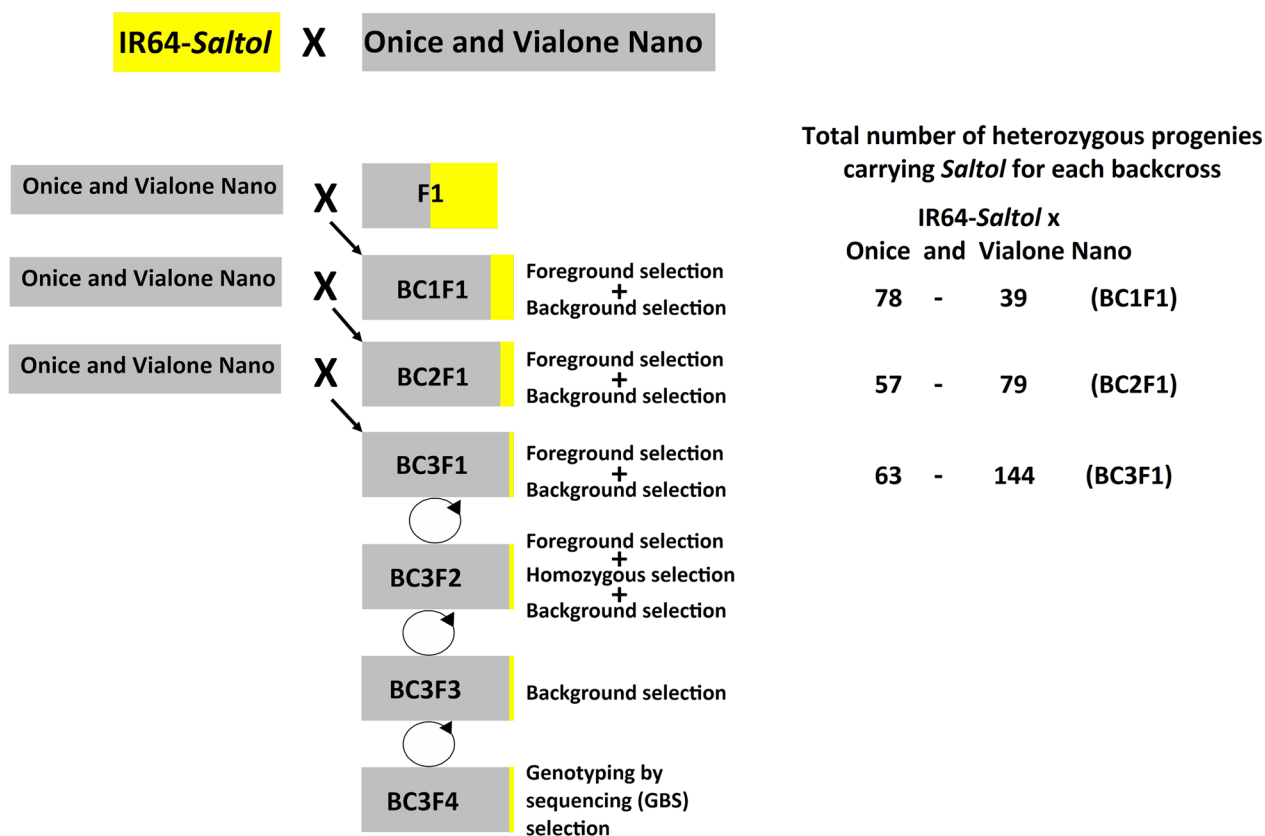 IR64-Saltol X Onice and Vialone Nano
Onice and Vialone Nano X F1
Onice and Vialone Nano X BC1F1
Foreground selection
+
Background selection
Onice and Vialone Nano X BC2F1
Foreground selection
+
Background selection
BC3F1
Foreground selection
+
Background selection
BC3F2
Foreground selection
+
Homozygous selection
+
Background selection
BC3F3
Background selection
BC3F4
Genotyping by
sequencing (GBS)
selection
Total number of heterozygous progenies
carrying Saltol for each backcross
IR64-Saltol x
Onice and Vialone Nano
78 - 39 (BC1F1)
57 - 79 (BC2F1)
63 - 144 (BC3F1)